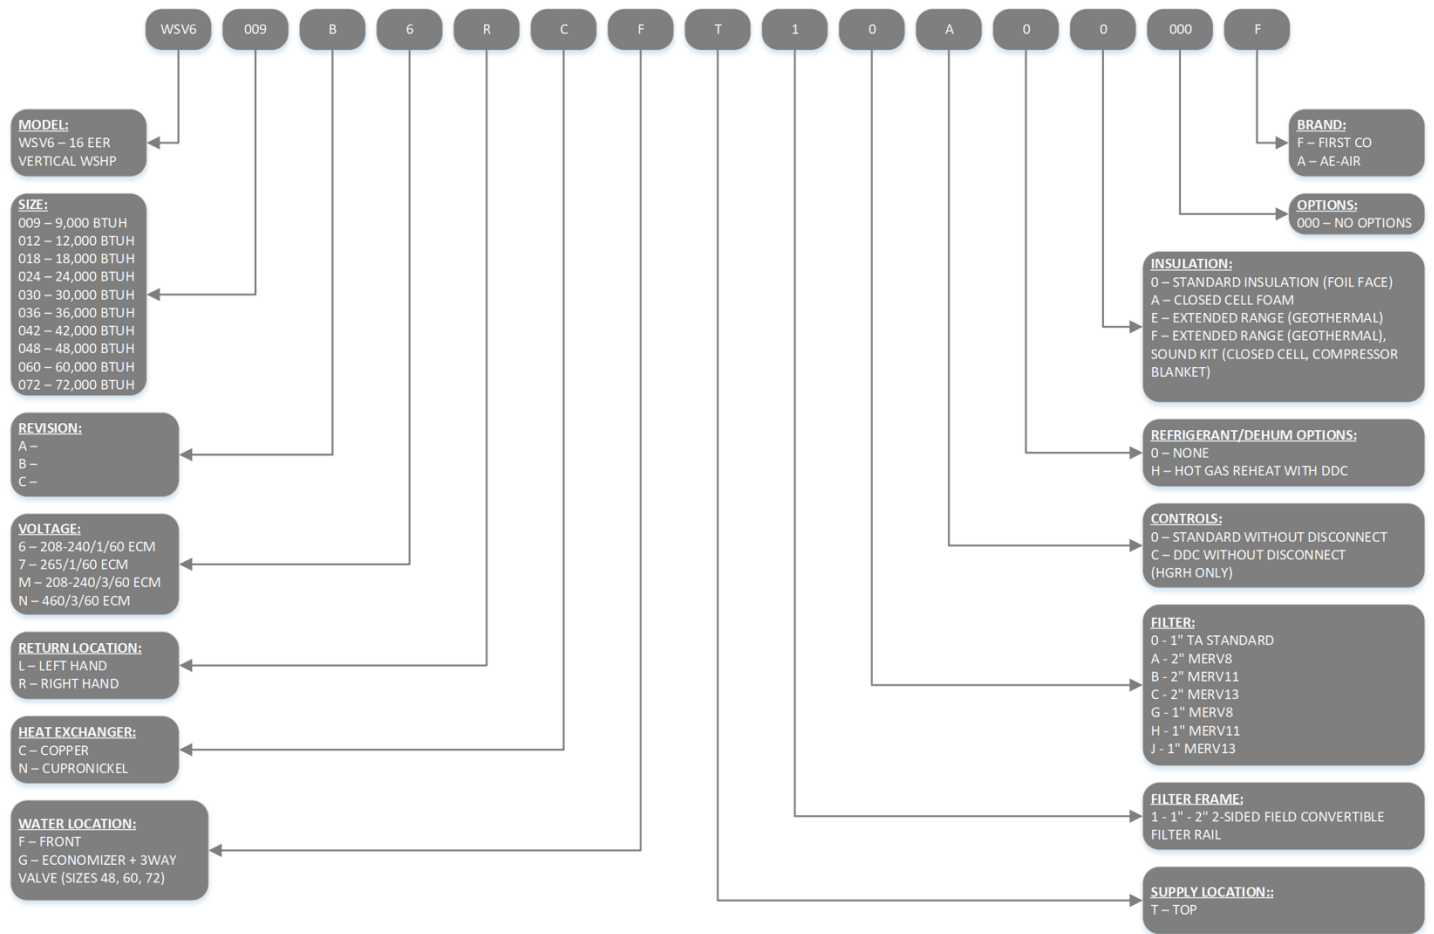 WSV6 009 B 6 R C F T 1 0 A 0 0 000 F
MODEL:
WSV6 – 16 EER
VERTICAL WSHP
SIZE:
009 – 9,000 BTUH
012 – 12,000 BTUH
018 – 18,000 BTUH
024 – 24,000 BTUH
030 – 30,000 BTUH
036 – 36,000 BTUH
042 – 42,000 BTUH
048 – 48,000 BTUH
060 – 60,000 BTUH
072 – 72,000 BTUH
REVISION:
A –
B –
C –
VOLTAGE:
6 – 208-240/1/60 ECM
7 – 265/1/60 ECM
M – 208-240/3/60 ECM
N – 460/3/60 ECM
RETURN LOCATION:
L – LEFT HAND
R – RIGHT HAND
HEAT EXCHANGER:
C – COPPER
N – CUPRONICKEL
WATER LOCATION:
F – FRONT
G – ECONOMIZER + 3WAY
VALVE (SIZES 48, 60, 72)
BRAND:
F – FIRST CO
A – AE-AIR
OPTIONS:
000 – NO OPTIONS
INSULATION:
0 – STANDARD INSULATION (FOIL FACE)
A – CLOSED CELL FOAM
E – EXTENDED RANGE (GEOTHERMAL)
F – EXTENDED RANGE (GEOTHERMAL),
SOUND KIT (CLOSED CELL, COMPRESSOR
BLANKET)
REFRIGERANT/DEHUM OPTIONS:
0 – NONE
H – HOT GAS REHEAT WITH DDC
CONTROLS:
0 – STANDARD WITHOUT DISCONNECT
C – DDC WITHOUT DISCONNECT
(HGRH ONLY)
FILTER:
0 - 1" TA STANDARD
A - 2" MERV8
B - 2" MERV11
C - 2" MERV13
G - 1" MERV8
H - 1" MERV11
J - 1" MERV13
FILTER FRAME:
1 - 1" - 2" 2-SIDED FIELD CONVERTIBLE
FILTER RAIL
SUPPLY LOCATION::
T – TOP